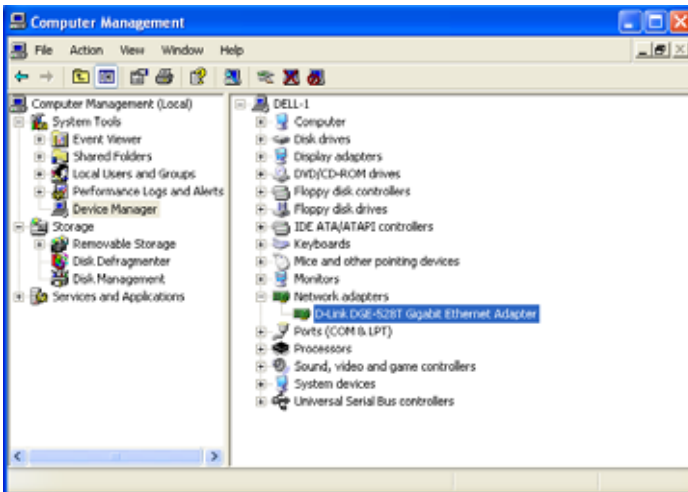 Computer Management
File Action View Window Help
Computer Management (Local)
System Tools
Event Viewer
Shared Folders
Local Users and Groups
Performance Logs and Alerts
Device Manager
Storage
Removable Storage
Disk Defragmenter
Disk Management
Services and Applications
DELL-1
Computer
Disk drives
Display adapters
DVD/CD-ROM drives
Floppy disk controllers
Floppy disk drives
IDE ATA/ATAPI controllers
Keyboards
Mice and other pointing devices
Monitors
Network adapters
D-Link DGE-528T Gigabit Ethernet Adapter
Ports (COM & LPT)
Processors
Sound, video and game controllers
System devices
Universal Serial Bus controllers